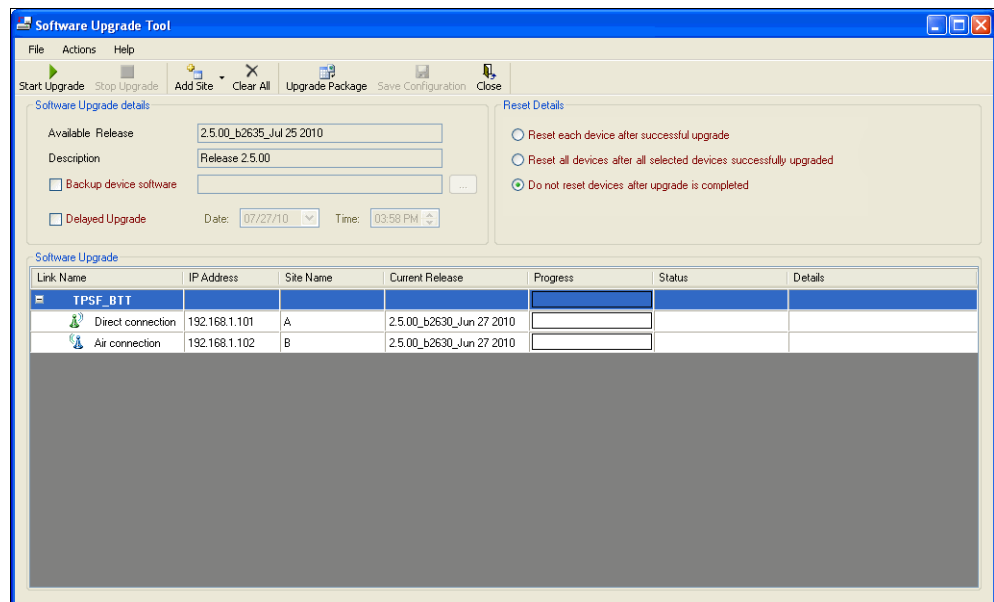 Software Upgrade Tool
File Actions Help
Start Upgrade Stop Upgrade Add Site Clear All Upgrade Package Save Configuration Close
Software Upgrade details
Available Release 2.5.00_b2635_Jul 25 2010
Description Release 2.5.00
Backup device software ...
Delayed Upgrade Date: 07/27/10 Time: 03:58 PM
Reset Details
Reset each device after successful upgrade
Reset all devices after all selected devices successfully upgraded
Do not reset devices after upgrade is completed
Software Upgrade
Link Name IP Address Site Name Current Release Progress Status Details
TPSF_BTT
Direct connection 192.168.1.101 A 2.5.00_b2630_Jun 27 2010
Air connection 192.168.1.102 B 2.5.00_b2630_Jun 27 2010